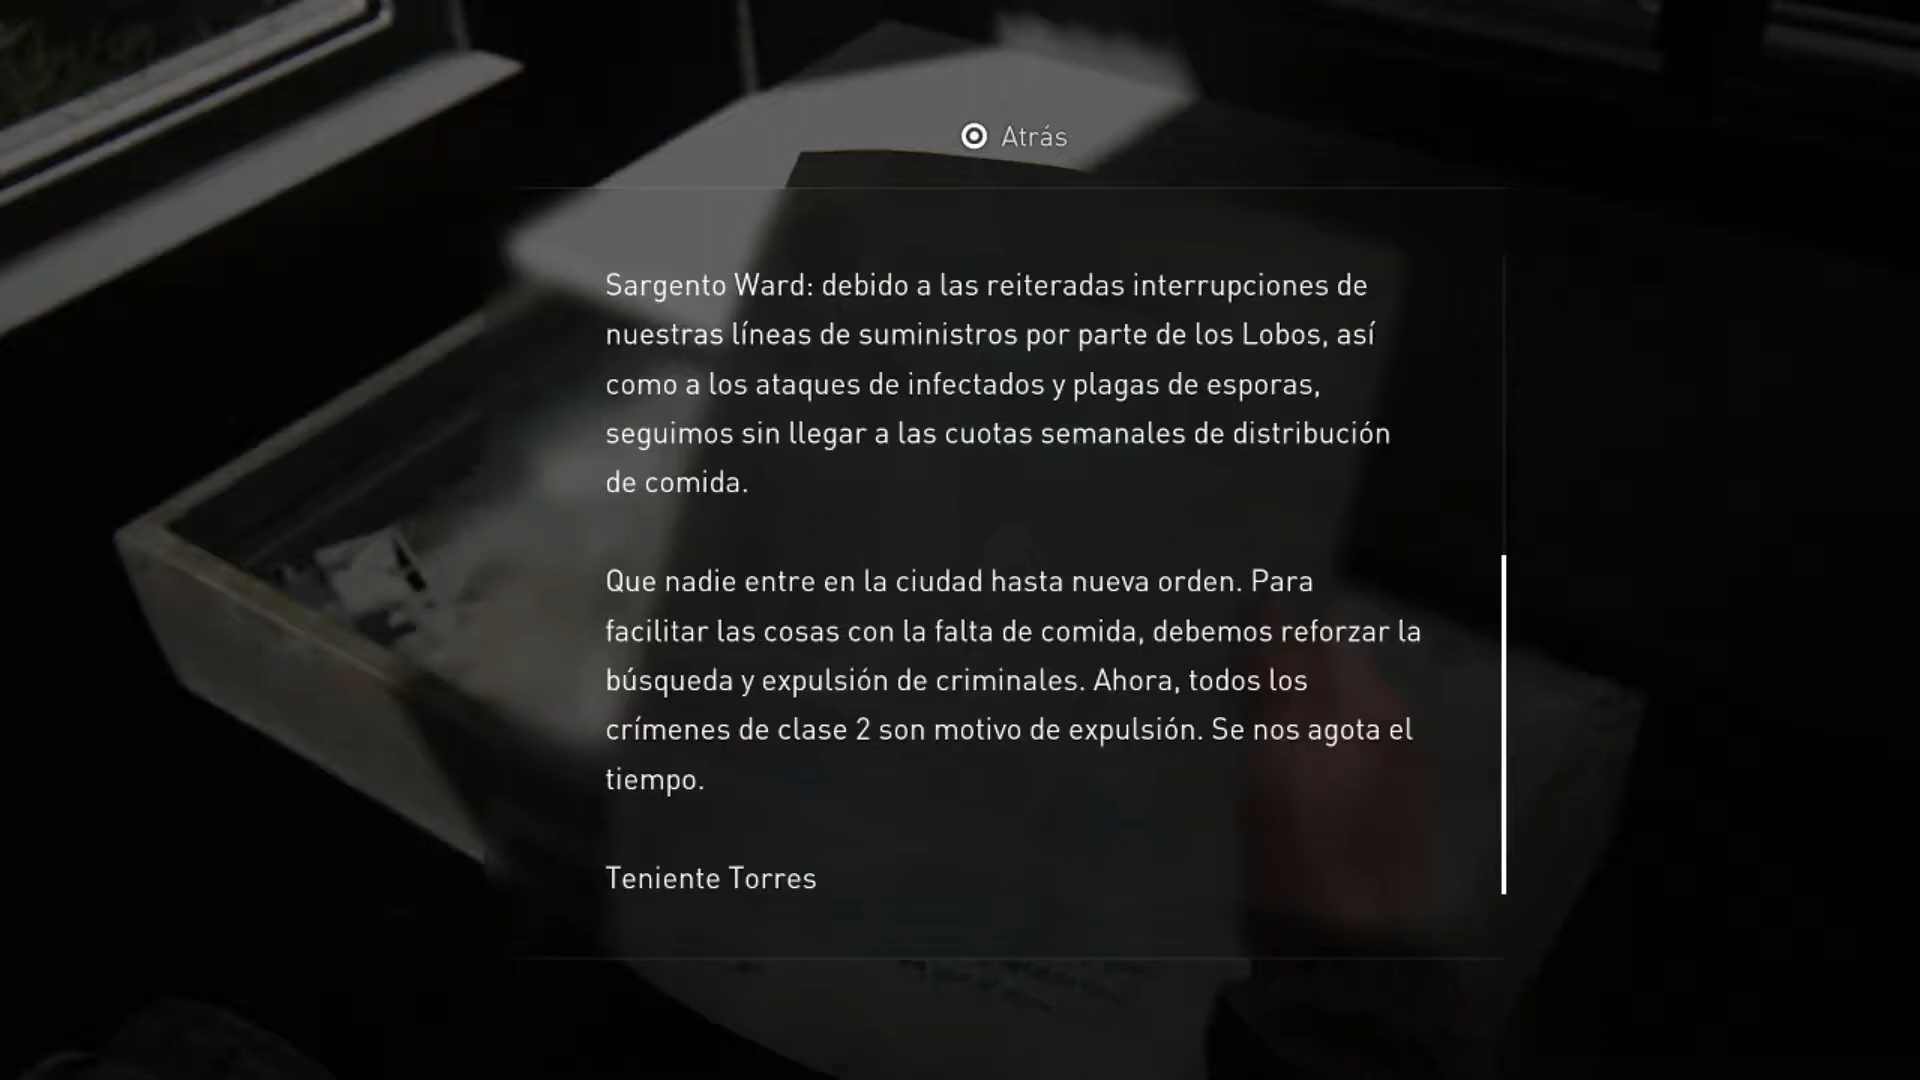 Atrás
Sargento Ward: debido a las reiteradas interrupciones de
nuestras líneas de suministros por parte de los Lobos, así
como a los ataques de infectados y plagas de esporas,
seguimos sin llegar a las cuotas semanales de distribución
de comida.
Que nadie entre en la ciudad hasta nueva orden. Para
facilitar las cosas con la falta de comida, debemos reforzar la
búsqueda y expulsión de criminales. Ahora, todos los
crímenes de clase 2 son motivo de expulsión. Se nos agota el
tiempo.
Teniente Torres